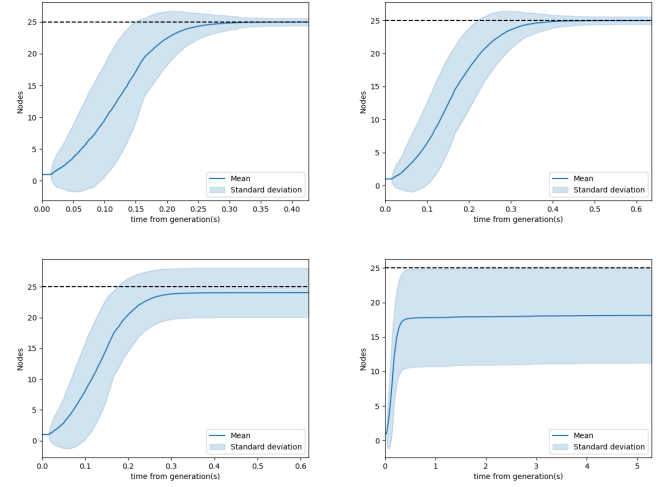 25
20
15
10
5
0
Nodes
Mean
Standard deviation
0.00 0.05 0.10 0.15 0.20 0.25 0.30 0.35 0.40
time from generation(s)
25
20
15
10
5
0
Nodes
Mean
Standard deviation
0.0 0.1 0.2 0.3 0.4 0.5 0.6
time from generation(s)
25
20
15
10
5
0
Nodes
Mean
Standard deviation
0.0 0.1 0.2 0.3 0.4 0.5 0.6
time from generation(s)
25
20
15
10
5
0
Nodes
Mean
Standard deviation
0 1 2 3 4 5
time from generation(s)